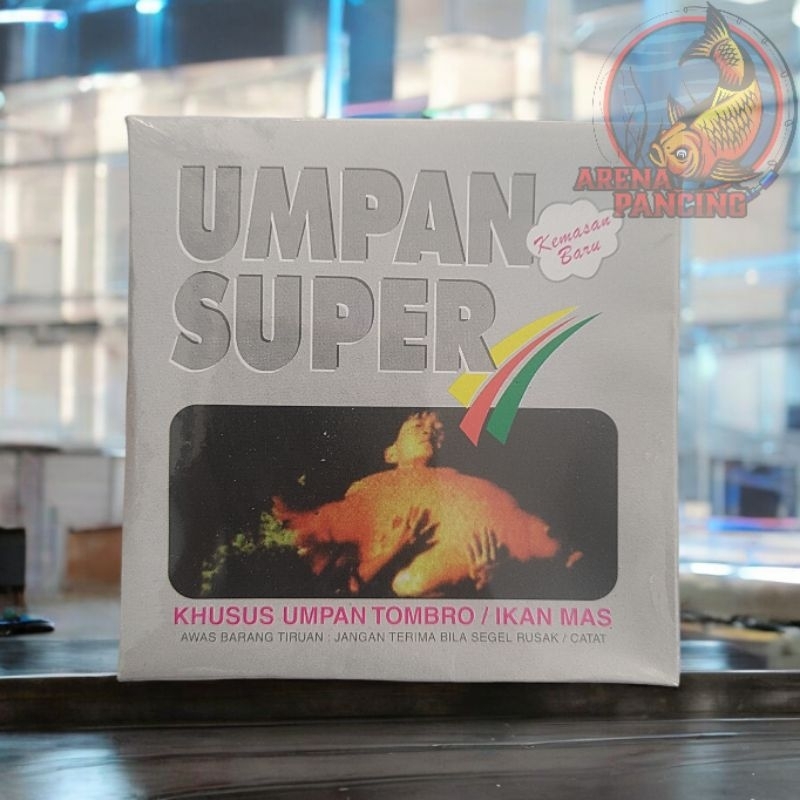 ARENA
PANCING
UMPAN
SUPER
Kemasan
Baru
KHUSUS UMPAN TOMBRO / IKAN MAS
AWAS BARANG TIRUAN : JANGAN TERIMA BILA SEGEL RUSAK / CATAT